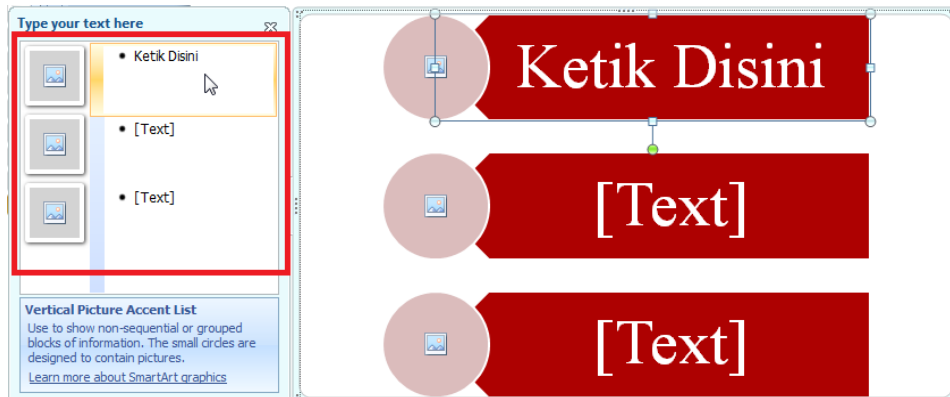 Type your text here
Ketik Disini
[Text]
[Text]
Vertical Picture Accent List
Use to show non-sequential or grouped
blocks of information. The small circles are
designed to contain pictures.
Learn more about SmartArt graphics
Ketik Disini
[Text]
[Text]